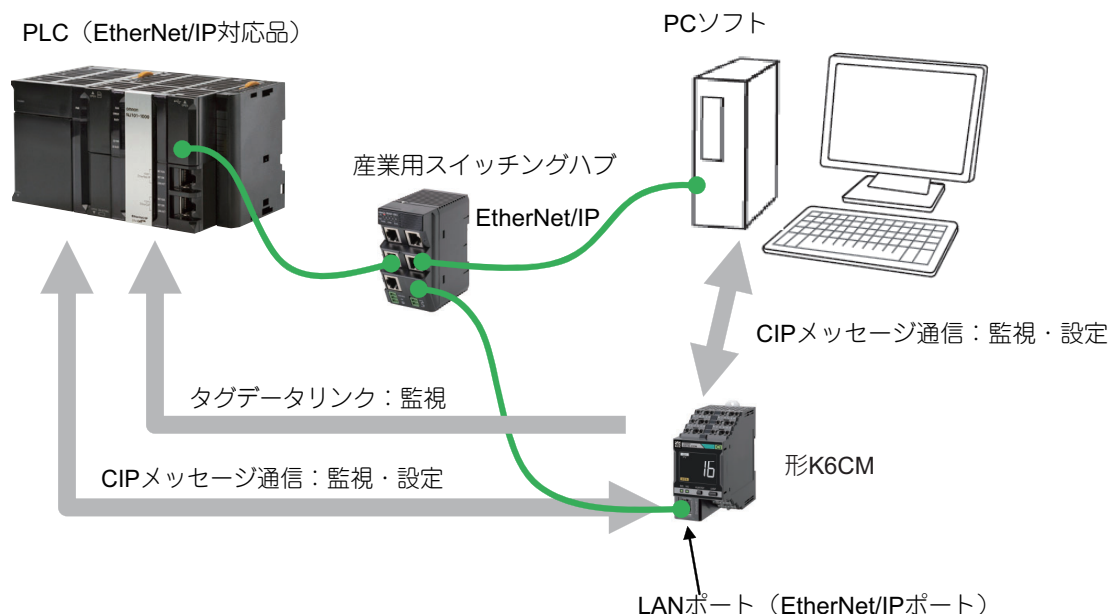 PLC（EtherNet/IP対応品）
PCソフト
産業用スイッチングハブ
EtherNet/IP
CIPメッセージ通信：監視・設定
タグデータリンク：監視
CIPメッセージ通信：監視・設定
形K6CM
16
LANポート（EtherNet/IPポート）